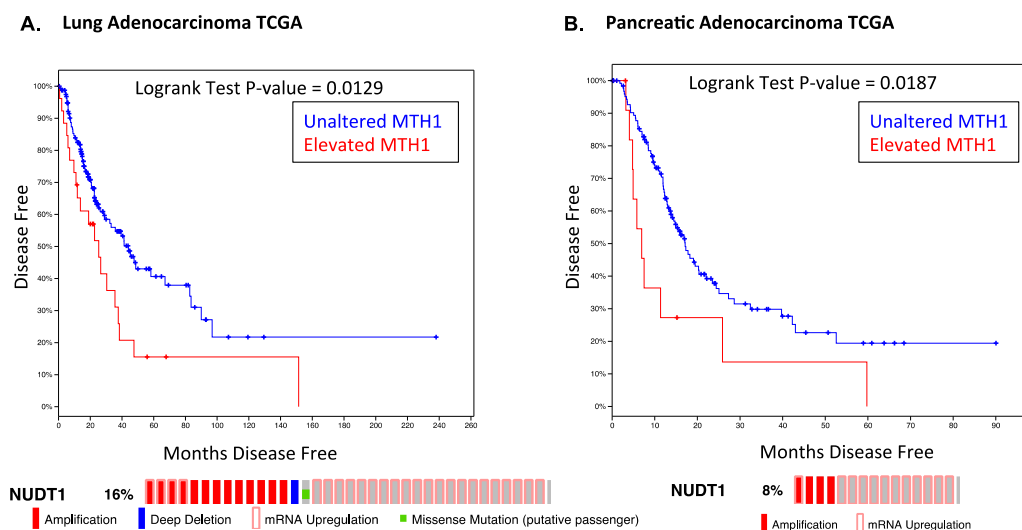 A. Lung Adenocarcinoma TCGA
Logrank Test P-value = 0.0129
Unaltered MTH1
Elevated MTH1
100%
90%
80%
70%
60%
50%
40%
30%
20%
10%
0%
Disease Free
0 20 40 60 80 100 120 140 160 180 200 220 240 260
Months Disease Free
NUDT1 16%
Amplification Deep Deletion mRNA Upregulation Missense Mutation (putative passenger)
B. Pancreatic Adenocarcinoma TCGA
Logrank Test P-value = 0.0187
Unaltered MTH1
Elevated MTH1
100%
90%
80%
70%
60%
50%
40%
30%
20%
10%
0%
Disease Free
0 10 20 30 40 50 60 70 80 90
Months Disease Free
NUDT1 8%
Amplification mRNA Upregulation